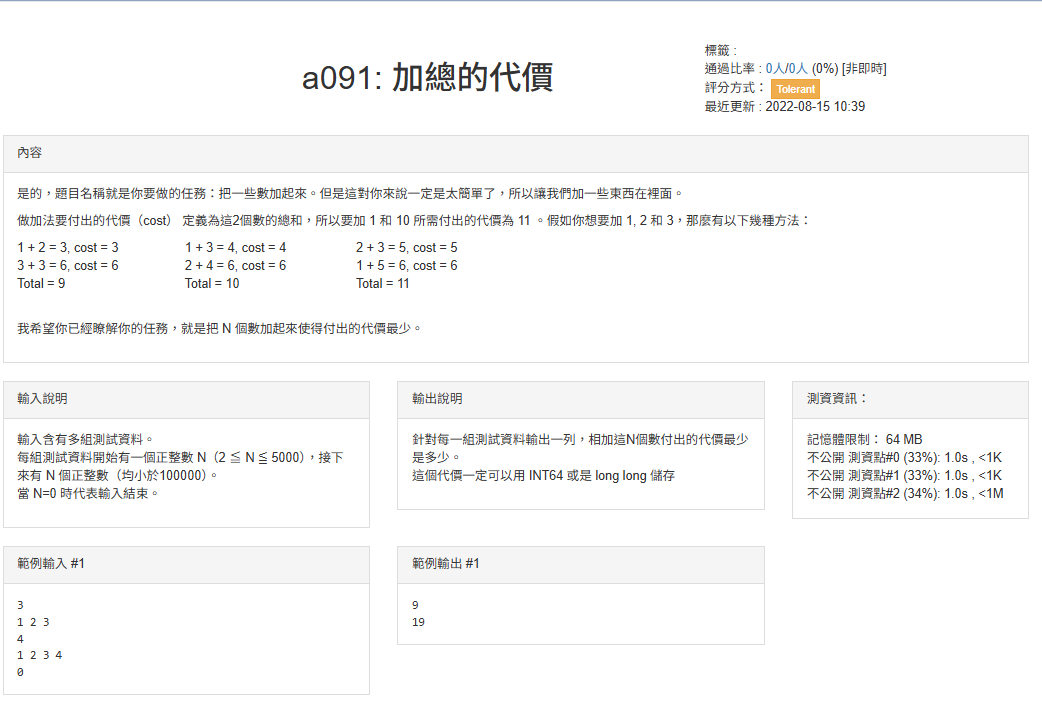 a091: 加總的代價
標籤 :
通過比率 : 0人/0人 (0%) [非即時]
評分方式： Tolerant
最近更新 : 2022-08-15 10:39
內容
是的，題目名稱就是你要做的任務：把一些數加起來。但是這對你來說一定是太簡單了，所以讓我們加一些東西在裡面。
做加法要付出的代價（cost） 定義為這2個數的總和，所以要加 1 和 10 所需付出的代價為 11 。假如你想要加 1, 2 和 3，那麼有以下幾種方法：
1 + 2 = 3, cost = 3 1 + 3 = 4, cost = 4 2 + 3 = 5, cost = 5
3 + 3 = 6, cost = 6 2 + 4 = 6, cost = 6 1 + 5 = 6, cost = 6
Total = 9 Total = 10 Total = 11
我希望你已經瞭解你的任務，就是把 N 個數加起來使得付出的代價最少。
輸入說明
輸入含有多組測試資料。
每組測試資料開始有一個正整數 N（2 ≦ N ≦ 5000），接下
來有 N 個正整數（均小於100000）。
當 N=0 時代表輸入結束。
輸出說明
針對每一組測試資料輸出一列，相加這N個數付出的代價最少
是多少。
這個代價一定可以用 INT64 或是 long long 儲存
測資資訊：
記憶體限制： 64 MB
不公開 測資點#0 (33%): 1.0s , <1K
不公開 測資點#1 (33%): 1.0s , <1K
不公開 測資點#2 (34%): 1.0s , <1M
範例輸入 #1
3
1 2 3
4
1 2 3 4
0
範例輸出 #1
9
19